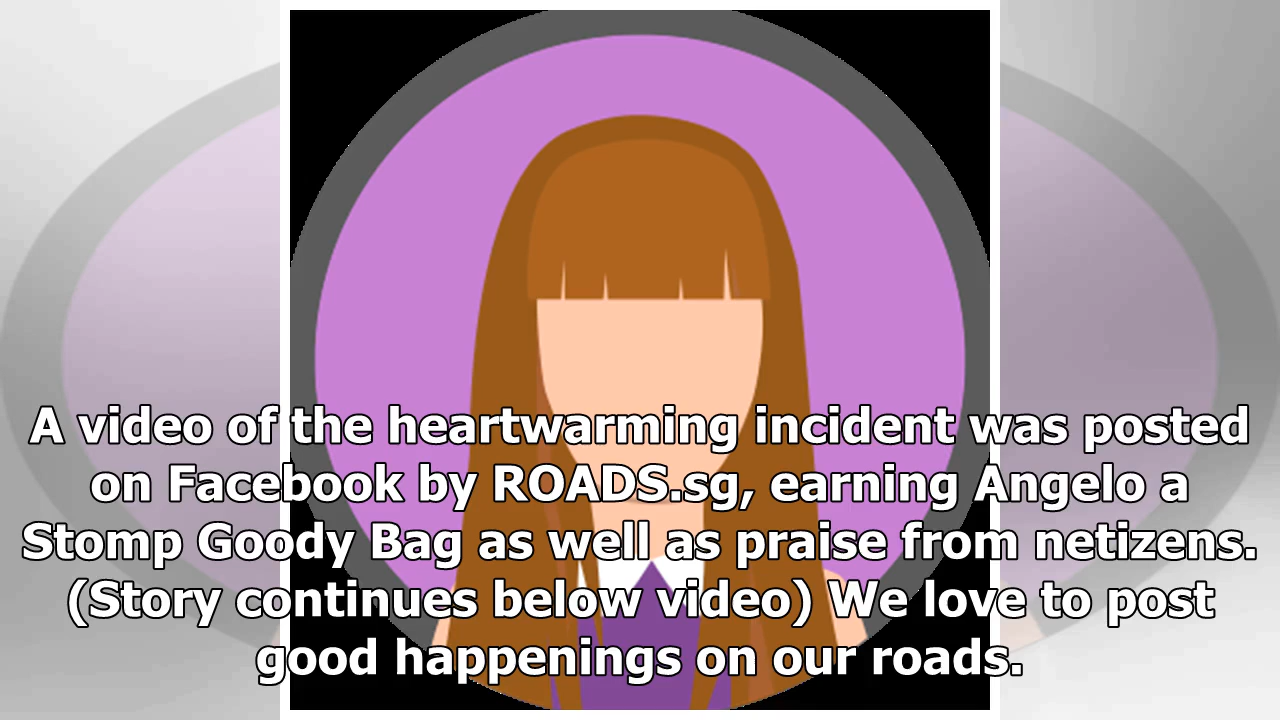 A video of the heartwarming incident was posted
on Facebook by ROADS.sg, earning Angelo a
Stomp Goody Bag as well as praise from netizens.
(Story continues below video) We love to post
good happenings on our roads.